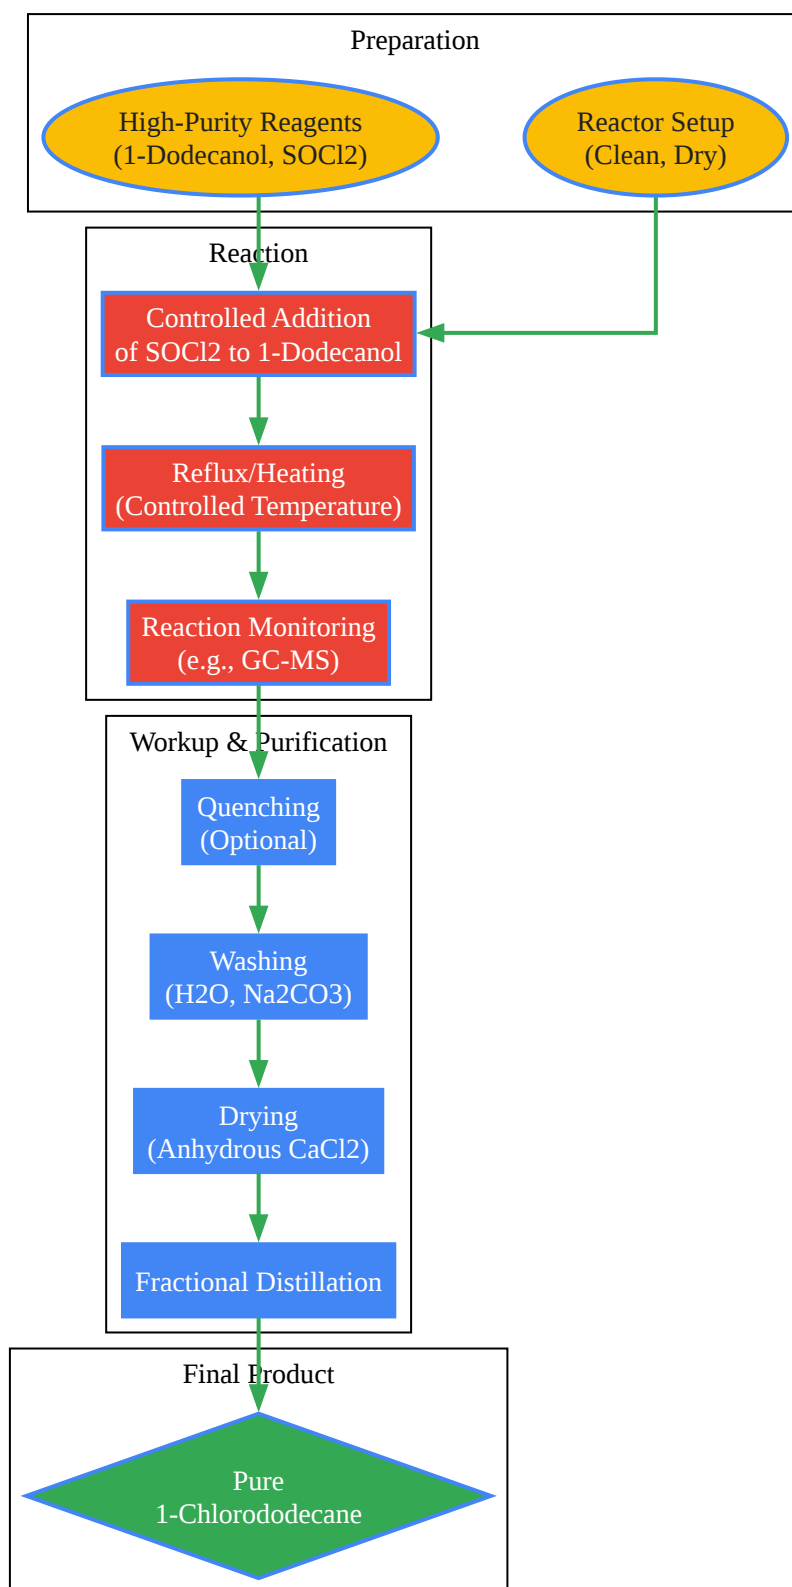 Preparation
High-Purity Reagents
(1-Dodecanol, SOCl2)
Reactor Setup
(Clean, Dry)
Reaction
Controlled Addition
of SOCl2 to 1-Dodecanol
Reflux/Heating
(Controlled Temperature)
Reaction Monitoring
(e.g., GC-MS)
Workup & Purification
Quenching
(Optional)
Washing
(H2O, Na2CO3)
Drying
(Anhydrous CaCl2)
Fractional Distillation
Final Product
Pure
1-Chlorododecane